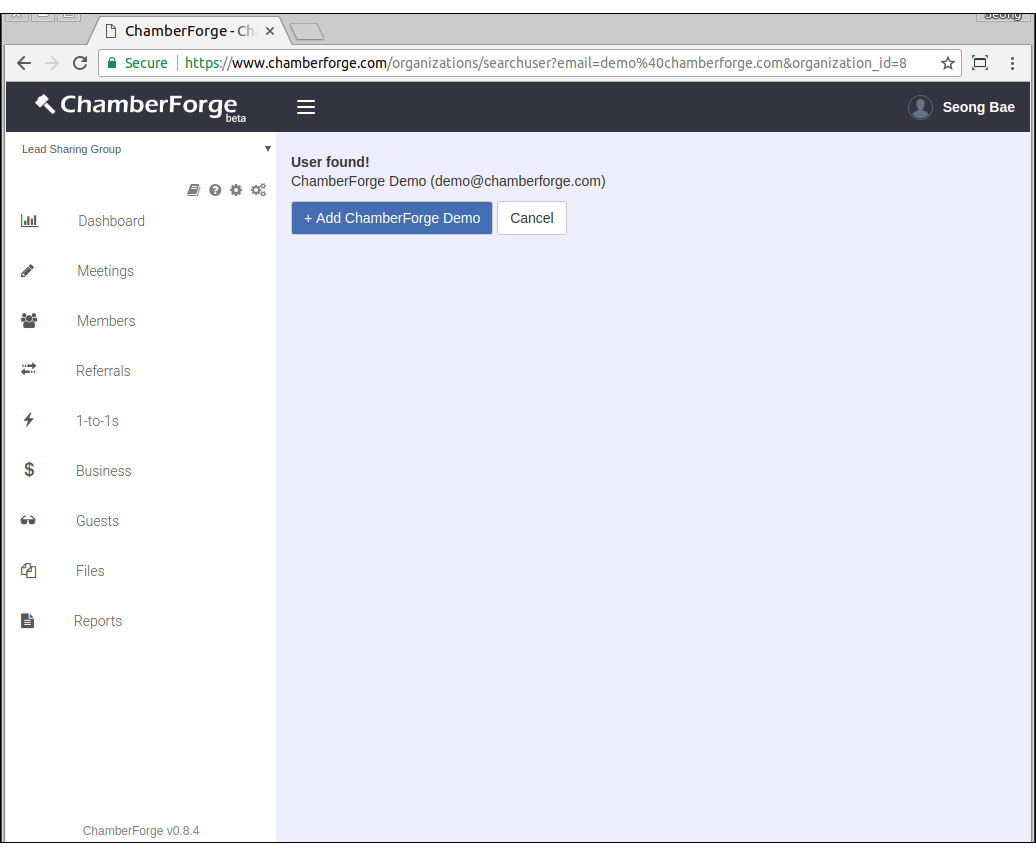 Seong
ChamberForge - Ch
Secure https://www.chamberforge.com/organizations/searchuser?email=demo%40chamberforge.com&organization_id=8
ChamberForge
beta
Seong Bae
Lead Sharing Group
User found!
ChamberForge Demo (demo@chamberforge.com)
+ Add ChamberForge Demo Cancel
Dashboard
Meetings
Members
Referrals
1-to-1s
Business
Guests
Files
Reports
ChamberForge v0.8.4